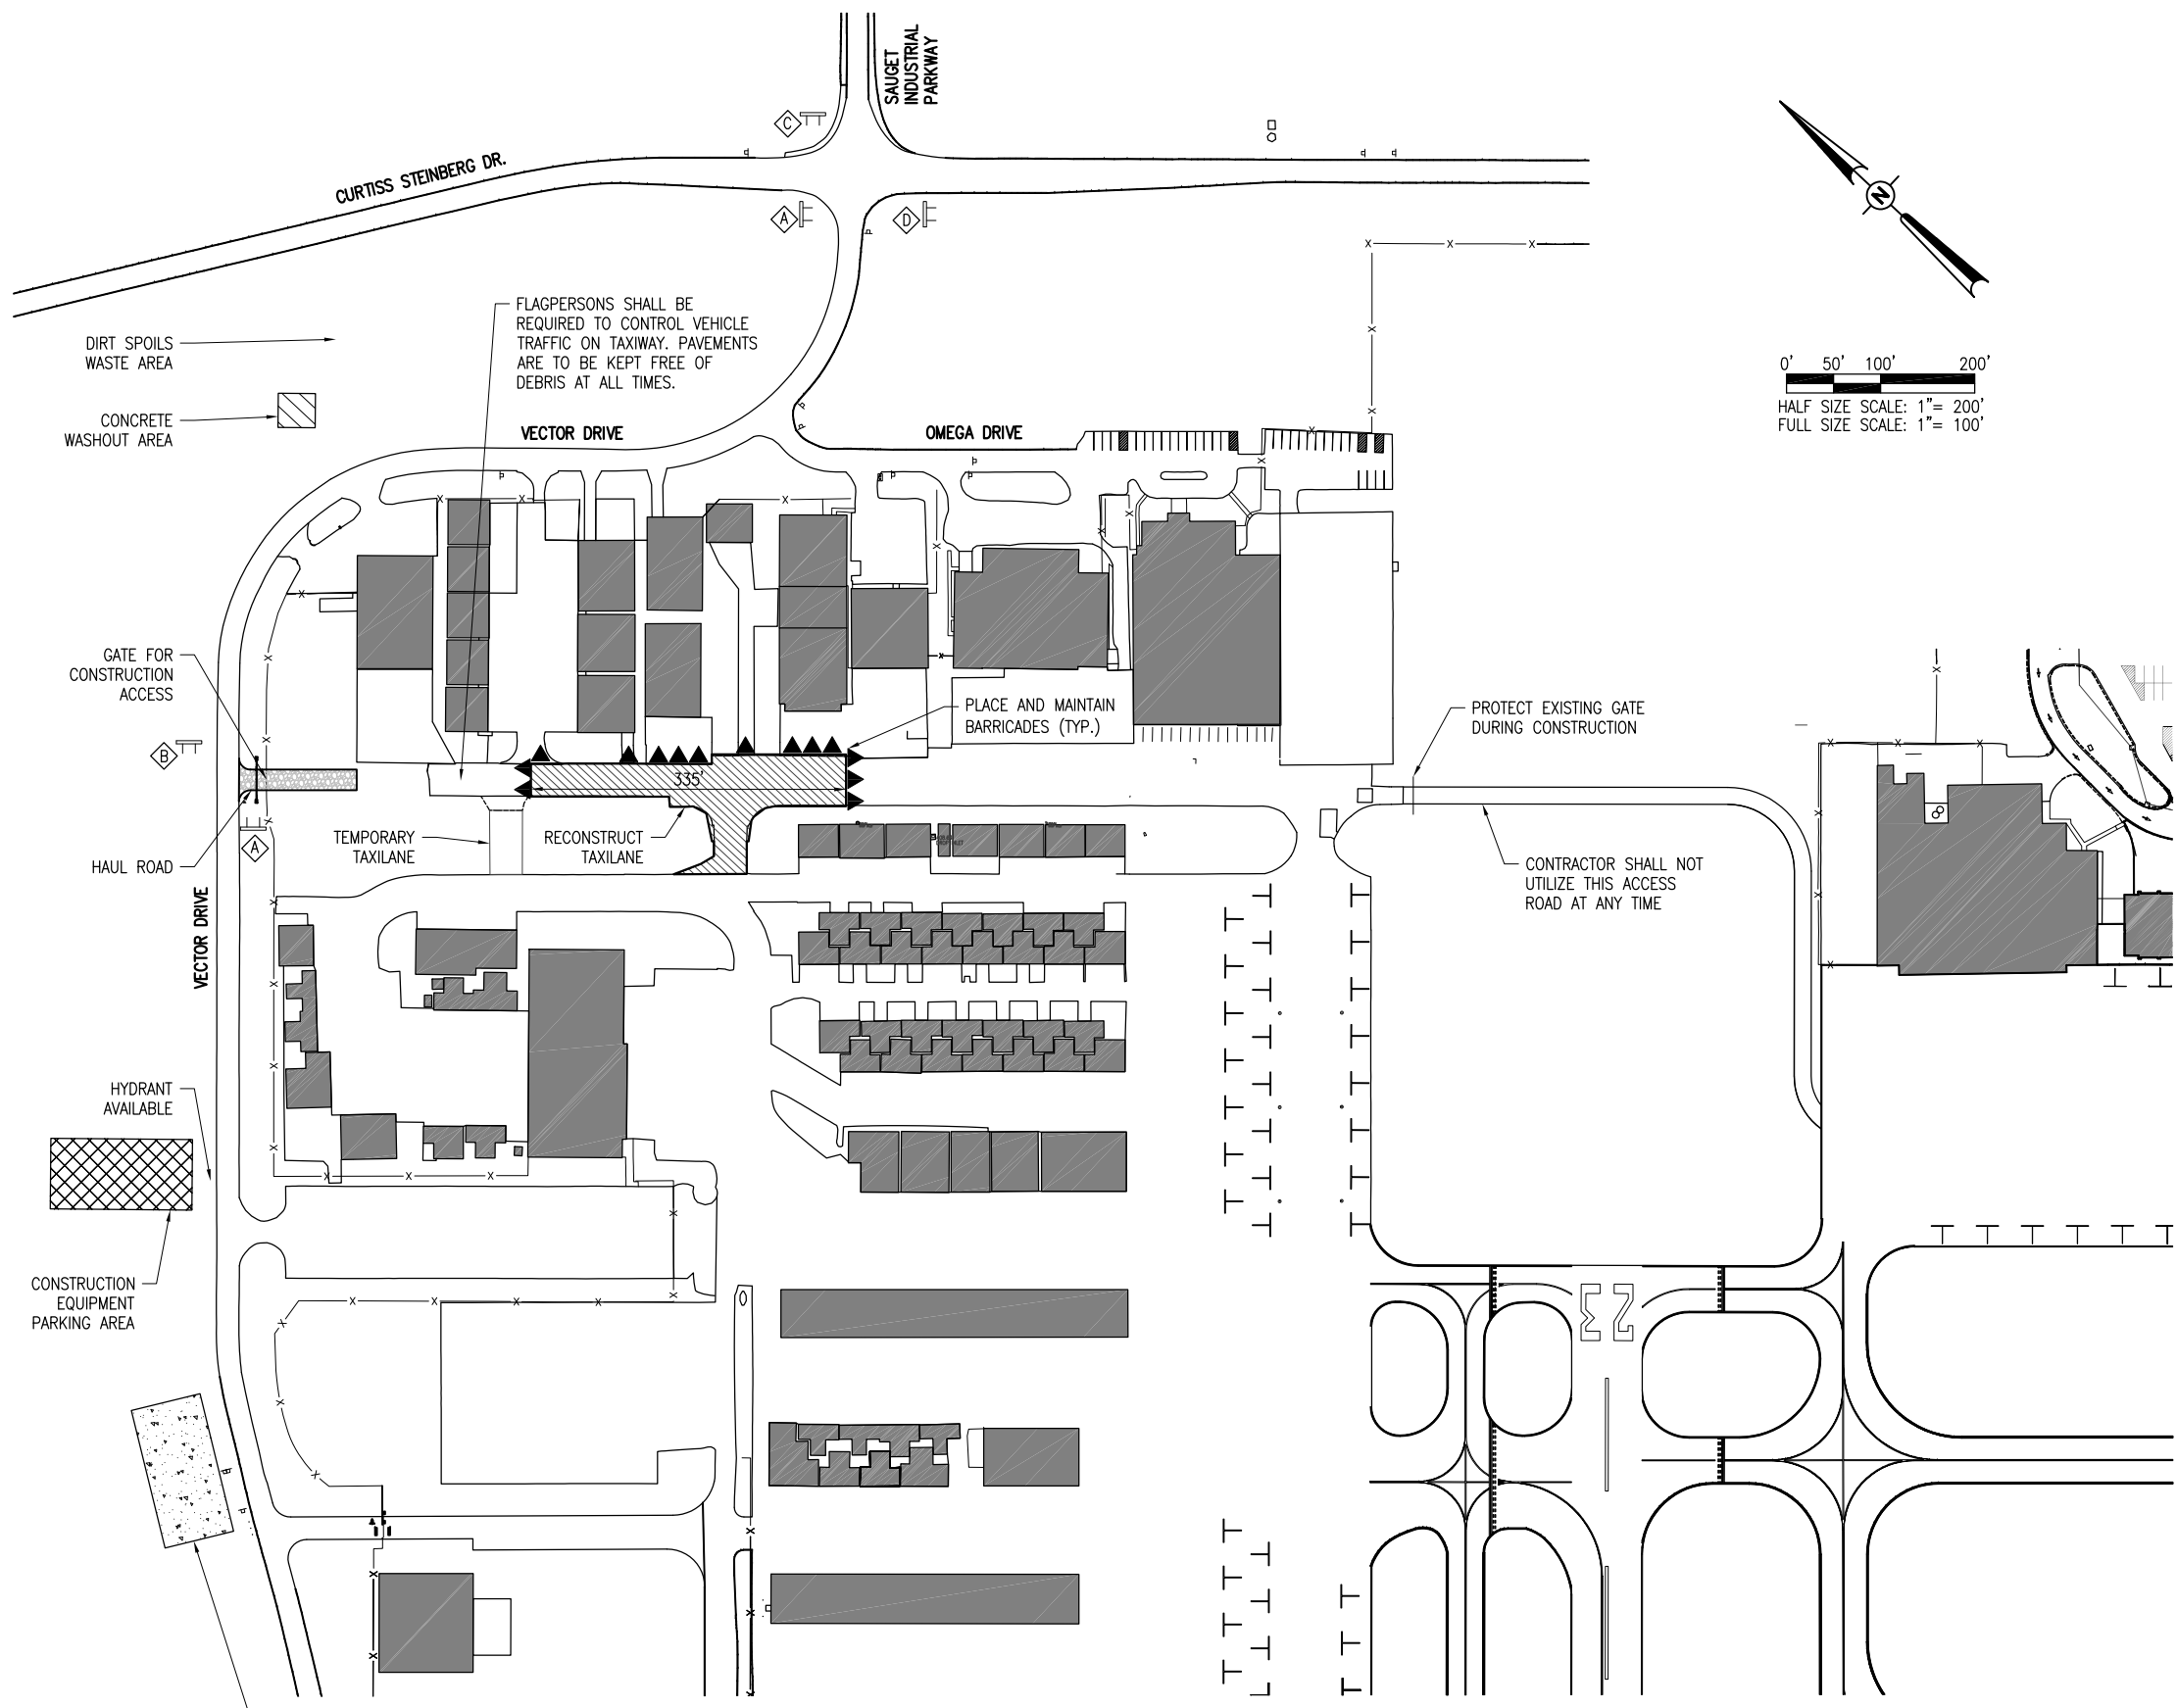 SAUGET
INDUSTRIAL
PARKWAY
C
CURTISS STEINBERG DR.
A
D
N
FLAGPERSONS SHALL BE
REQUIRED TO CONTROL VEHICLE
TRAFFIC ON TAXIWAY. PAVEMENTS
ARE TO BE KEPT FREE OF
DEBRIS AT ALL TIMES.
DIRT SPOILS
WASTE AREA
0' 50' 100' 200'
HALF SIZE SCALE: 1"= 200'
FULL SIZE SCALE: 1"= 100'
CONCRETE
WASHOUT AREA
VECTOR DRIVE
OMEGA DRIVE
GATE FOR
CONSTRUCTION
ACCESS
PLACE AND MAINTAIN
BARRICADES (TYP.)
PROTECT EXISTING GATE
DURING CONSTRUCTION
B
335'
TEMPORARY
TAXILANE
RECONSTRUCT
TAXILANE
A
HAUL ROAD
CONTRACTOR SHALL NOT
UTILIZE THIS ACCESS
ROAD AT ANY TIME
VECTOR DRIVE
HYDRANT
AVAILABLE
CONSTRUCTION
EQUIPMENT
PARKING AREA
23